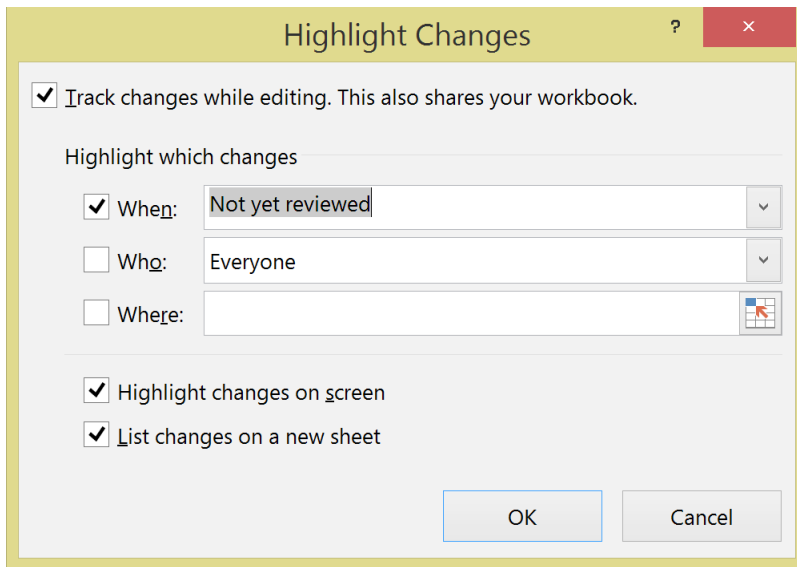 Highlight Changes
?
Track changes while editing. This also shares your workbook.
Highlight which changes
When: Not yet reviewed
Who: Everyone
Where:
Highlight changes on screen
List changes on a new sheet
OK Cancel